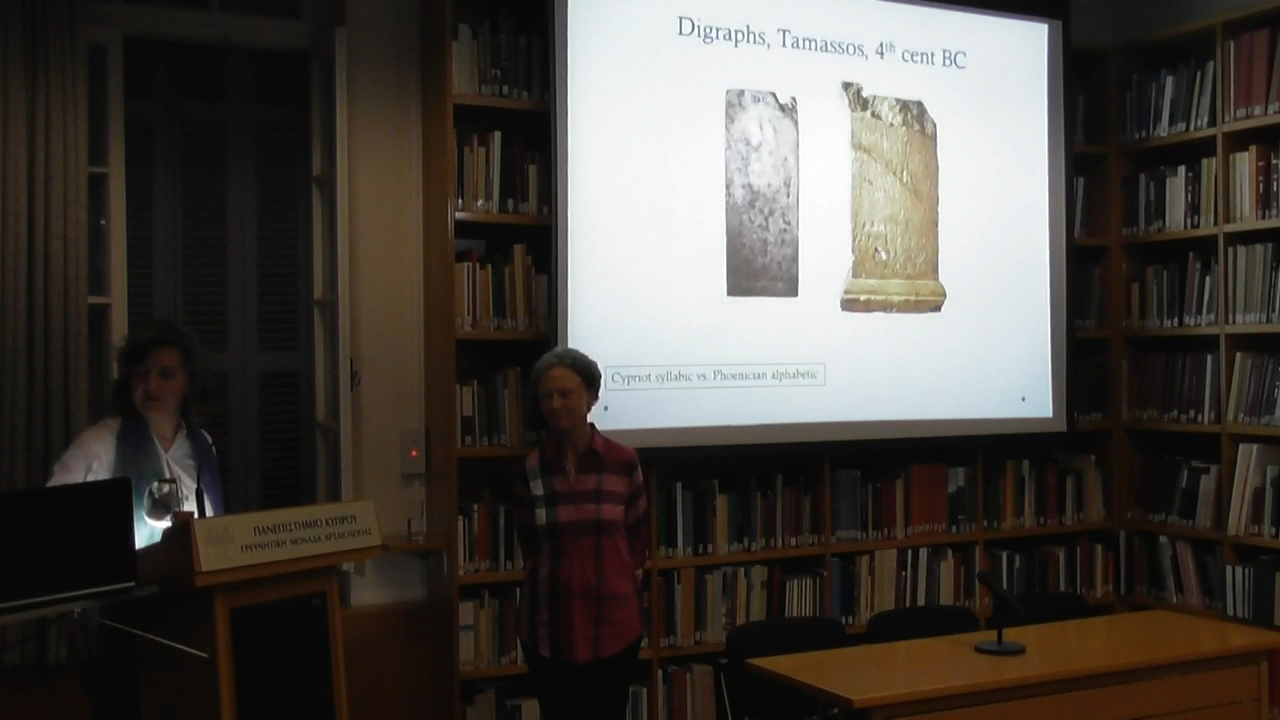 Digraphs, Tamassos, 4th cent BC
Cypriot syllabic vs. Phoenician alphabetic
ΠΑΝΕΠΙΣΤΗΜΙΟ ΚΥΠΡΟΥ
ΕΡΕΥΝΗΤΙΚΗ ΜΟΝΑΔΑ ΑΡΧΑΙΟΛΟΓΙΑΣ